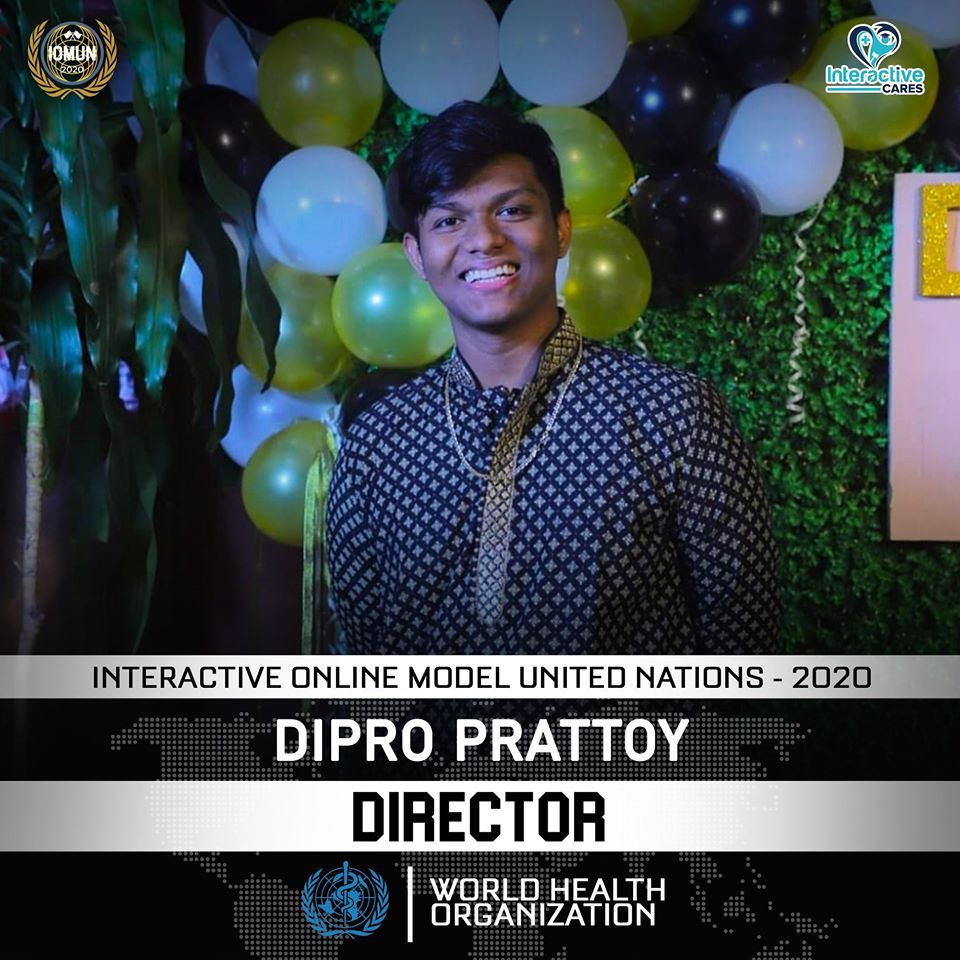 IOMUN
2020
Interactive
CARES
INTERACTIVE ONLINE MODEL UNITED NATIONS - 2020
DIPRO PRATTOY
DIRECTOR
WORLD HEALTH
ORGANIZATION